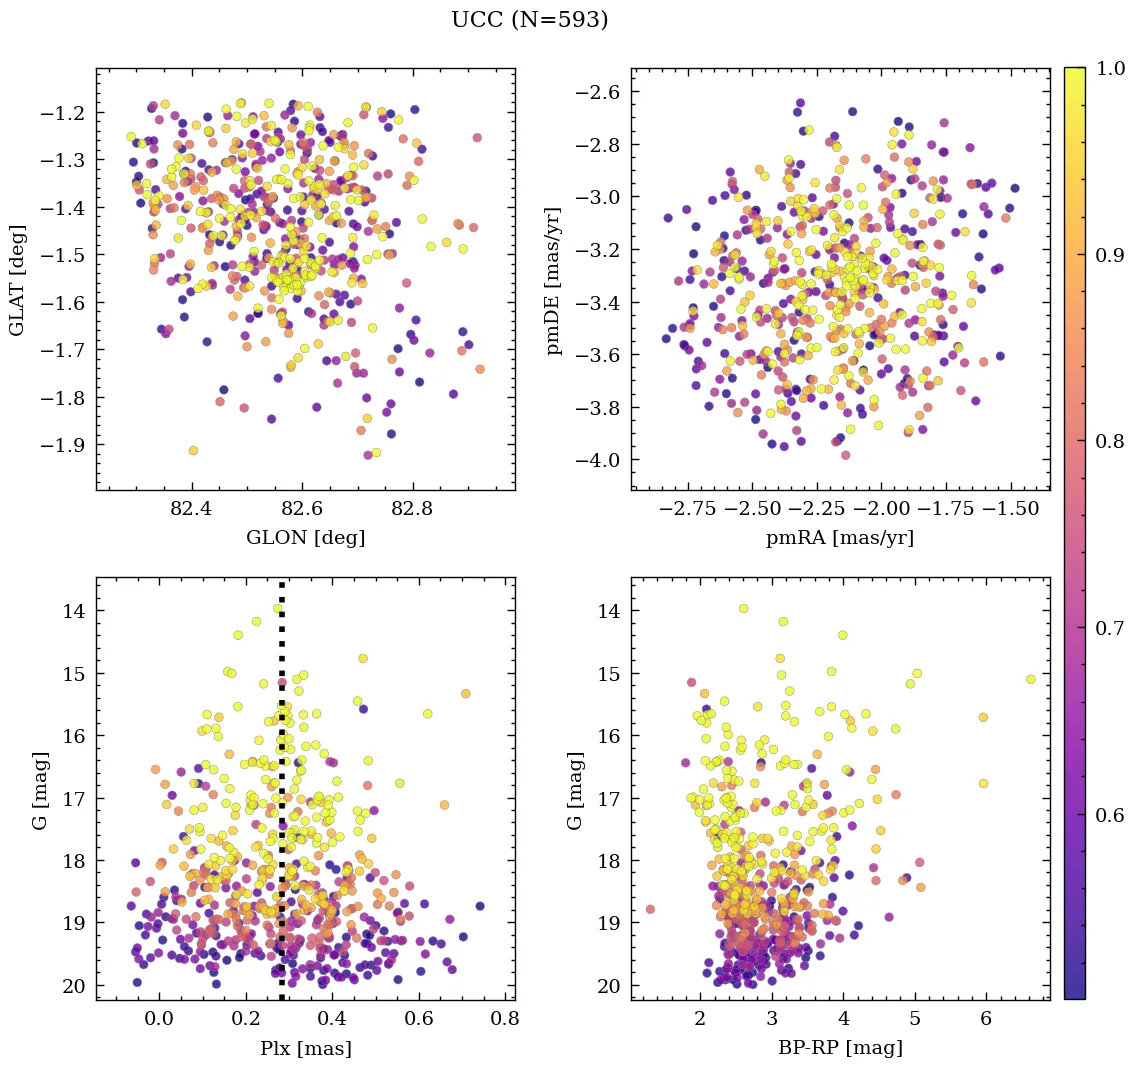 UCC (N=593)
−1.2
−1.3
−1.4
−1.5
−1.6
−1.7
−1.8
−1.9
GLAT [deg]
82.4 82.6 82.8
GLON [deg]
−2.6
−2.8
−3.0
−3.2
−3.4
−3.6
−3.8
−4.0
pmDE [mas/yr]
−2.75 −2.50 −2.25 −2.00 −1.75 −1.50
pmRA [mas/yr]
1.0
0.9
0.8
0.7
0.6
14
15
16
17
18
19
20
G [mag]
0.0 0.2 0.4 0.6 0.8
Plx [mas]
14
15
16
17
18
19
20
G [mag]
2 3 4 5 6
BP-RP [mag]